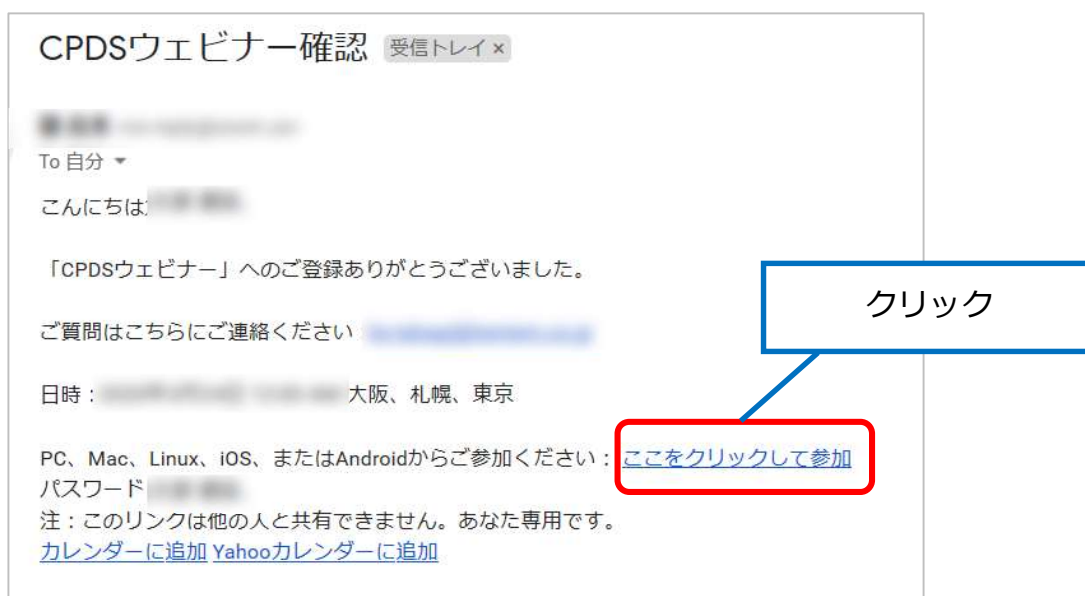 CPDSウェビナー確認 受信トレイ ×
To 自分
こんにちは
「CPDSウェビナー」へのご登録ありがとうございました。
クリック
ご質問はこちらにご連絡ください
日時： 大阪、札幌、東京
PC、Mac、Linux、iOS、またはAndroidからご参加ください： ここをクリックして参加
パスワード
注：このリンクは他の人と共有できません。あなた専用です。
カレンダーに追加 Yahooカレンダーに追加